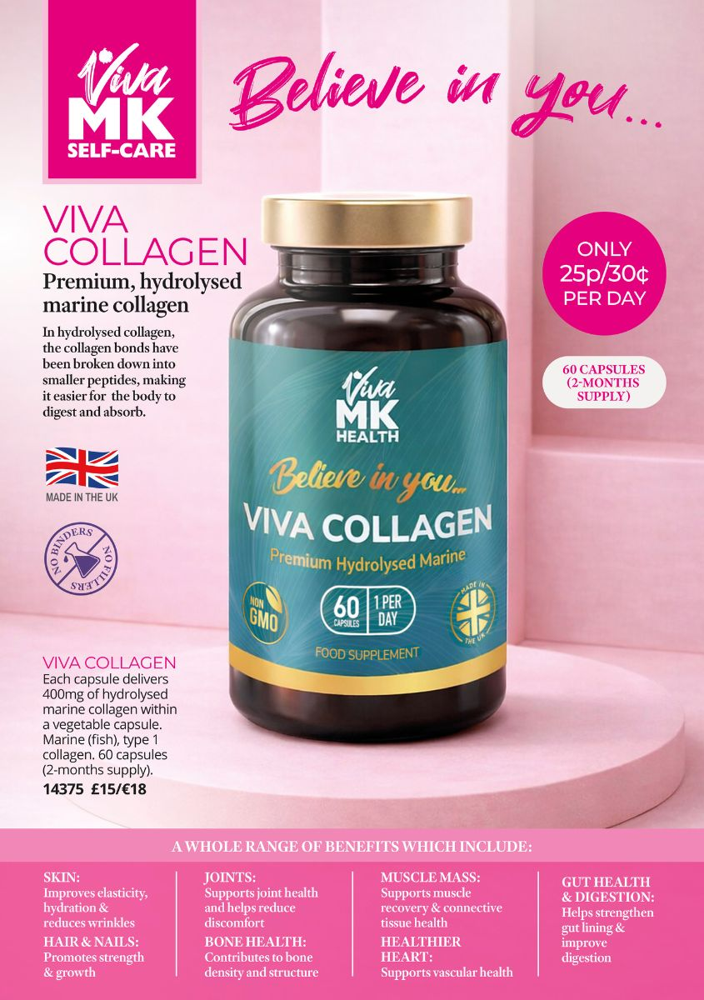 Viva
MK
SELF-CARE
Believe in you...
VIVA
COLLAGEN
Premium, hydrolysed
marine collagen
In hydrolysed collagen,
the collagen bonds have
been broken down into
smaller peptides, making
it easier for the body to
digest and absorb.
MADE IN THE UK
NO BINDERS
NO FILLERS
ONLY
25p/30¢
PER DAY
60 CAPSULES
(2-MONTHS
SUPPLY)
Viva
MK
HEALTH
Believe in you...
VIVA COLLAGEN
Premium Hydrolysed Marine
NON
GMO
60
CAPSULES
1 PER
DAY
MADE IN
THE UK
FOOD SUPPLEMENT
VIVA COLLAGEN
Each capsule delivers
400mg of hydrolysed
marine collagen within
a vegetable capsule.
Marine (fish), type 1
collagen. 60 capsules
(2-months supply).
14375 £15/€18
A WHOLE RANGE OF BENEFITS WHICH INCLUDE:
SKIN:
Improves elasticity,
hydration &
reduces wrinkles
HAIR & NAILS:
Promotes strength
& growth
JOINTS:
Supports joint health
and helps reduce
discomfort
BONE HEALTH:
Contributes to bone
density and structure
MUSCLE MASS:
Supports muscle
recovery & connective
tissue health
HEALTHIER
HEART:
Supports vascular health
GUT HEALTH
& DIGESTION:
Helps strengthen
gut lining &
improve
digestion